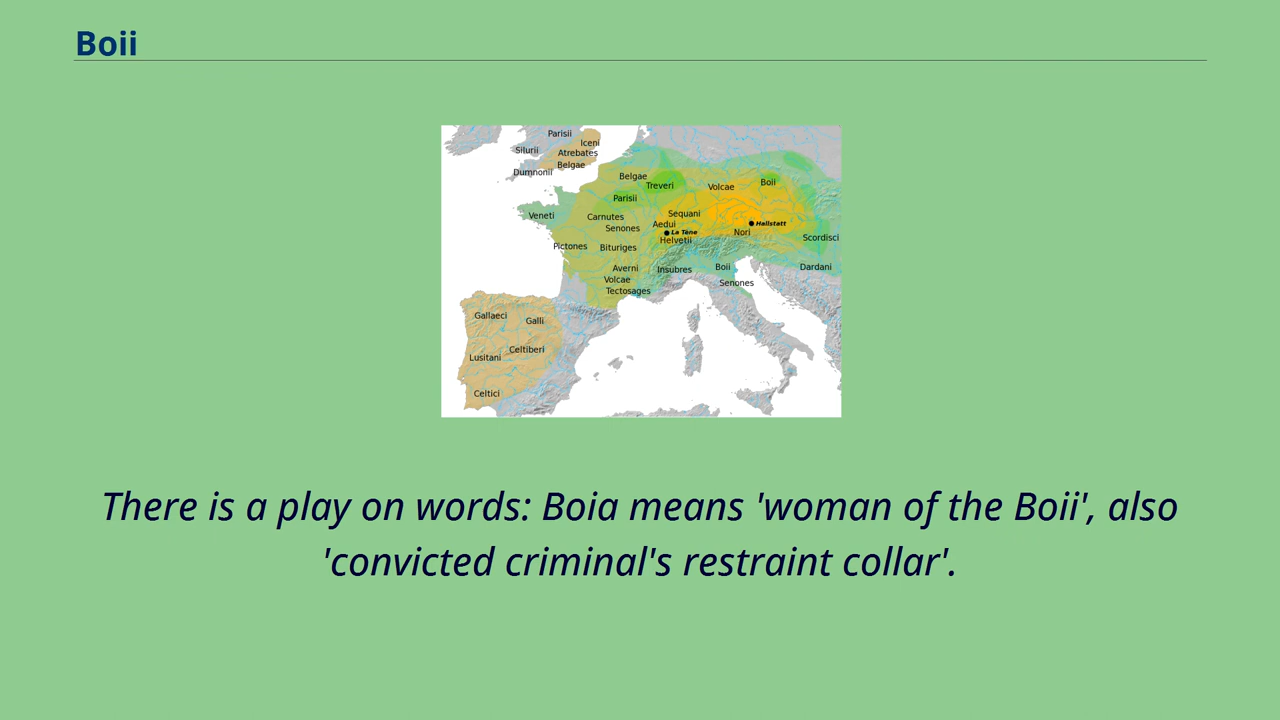 Boii
Parisii
Iceni
Silurii
Atrebates
Belgae
Dumnonii
Belgae
Treveri
Volcae
Boii
Parisii
Veneti
Carnutes
Sequani
Senones
Aedui
Hallstatt
La Tène
Nori
Helvetii
Scordisci
Pictones
Bituriges
Averni
Insubres
Boii
Dardani
Volcae
Tectosages
Senones
Gallaeci
Galli
Celtiberi
Lusitani
Celtici
There is a play on words: Boia means 'woman of the Boii', also
'convicted criminal's restraint collar'.